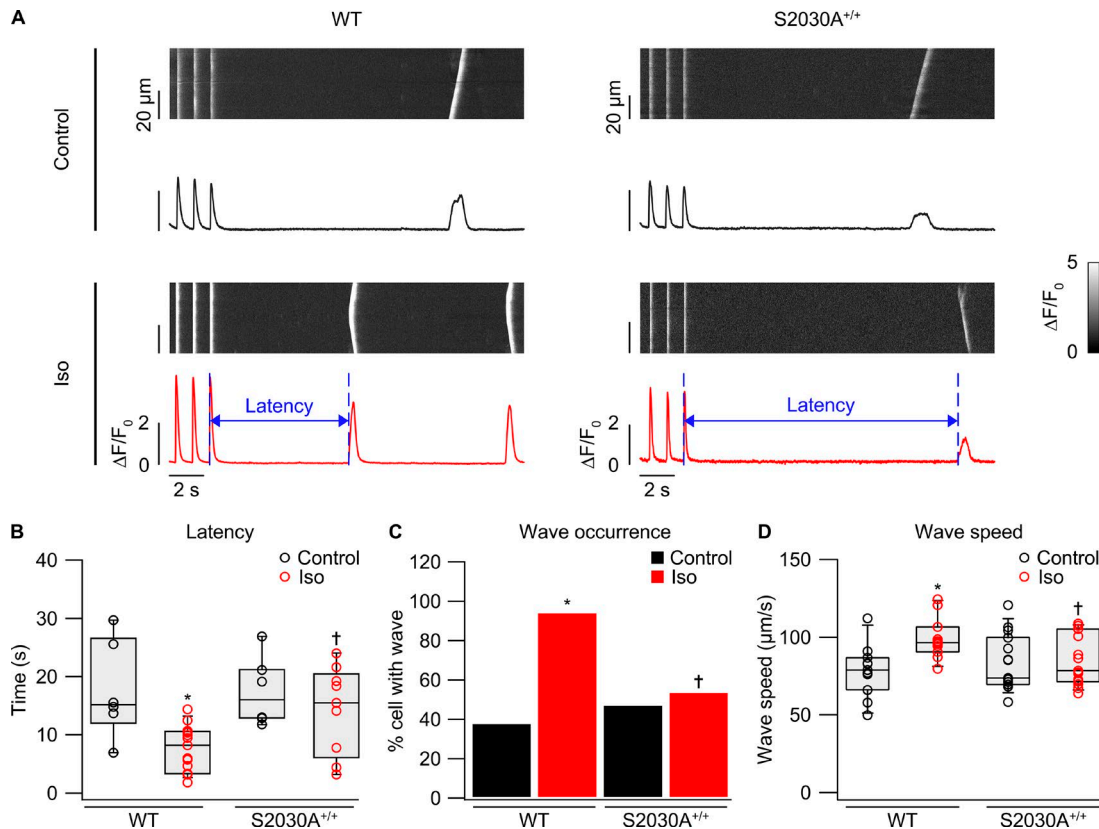 A
WT
S2030A+/+
Control
20 µm
20 µm
5
ΔF/F0
0
Iso
Latency
Latency
2
0
ΔF/F0
2
0
ΔF/F0
2 s
2 s
B
Latency
Control
Iso
Time (s)
40
30
20
10
0
*
†
WT
S2030A+/+
C
Wave occurrence
Control
Iso
% cell with wave
120
100
80
60
40
20
0
*
†
WT
S2030A+/+
D
Wave speed
Control
Iso
Wave speed (µm/s)
150
100
50
0
*
†
WT
S2030A+/+